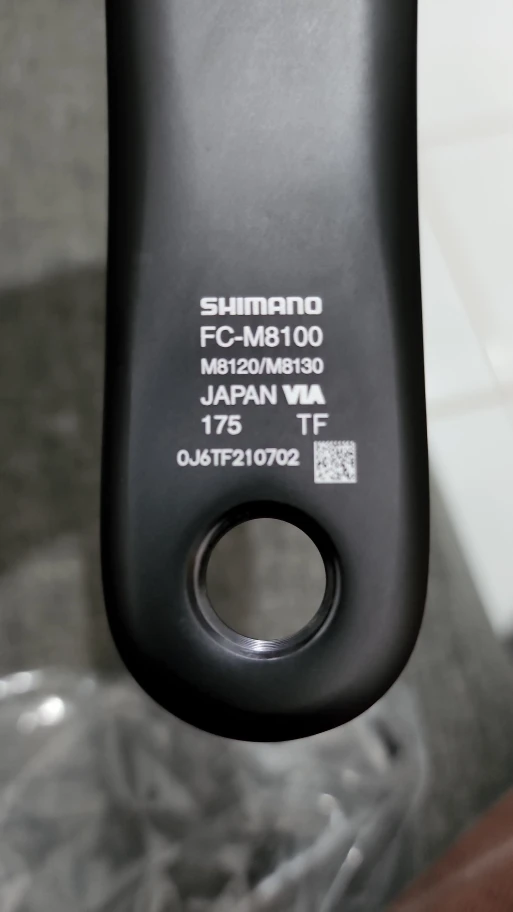 SHIMANO
FC-M8100
M8120/M8130
JAPAN VIA
175 TF
0J6TF210702